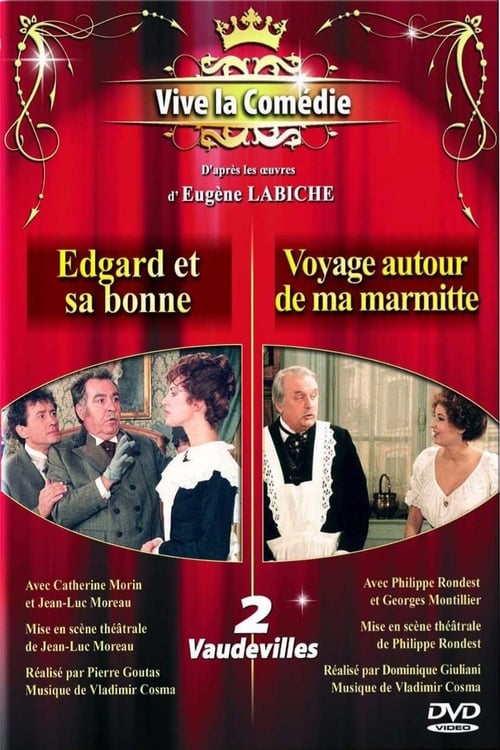 Vive la Comédie
D'après les œuvres
d' Eugène LABICHE
Edgard et
sa bonne
Voyage autour
de ma marmitte
Avec Catherine Morin
et Jean-Luc Moreau
Mise en scène théâtrale
de Jean-Luc Moreau
Réalisé par Pierre Goutas
Musique de Vladimir Cosma
2
Vaudevilles
Avec Philippe Rondest
et Georges Montillier
Mise en scène théâtrale
de Philippe Rondest
Réalisé par Dominique Giuliani
Musique de Vladimir Cosma
DVD
VIDEO